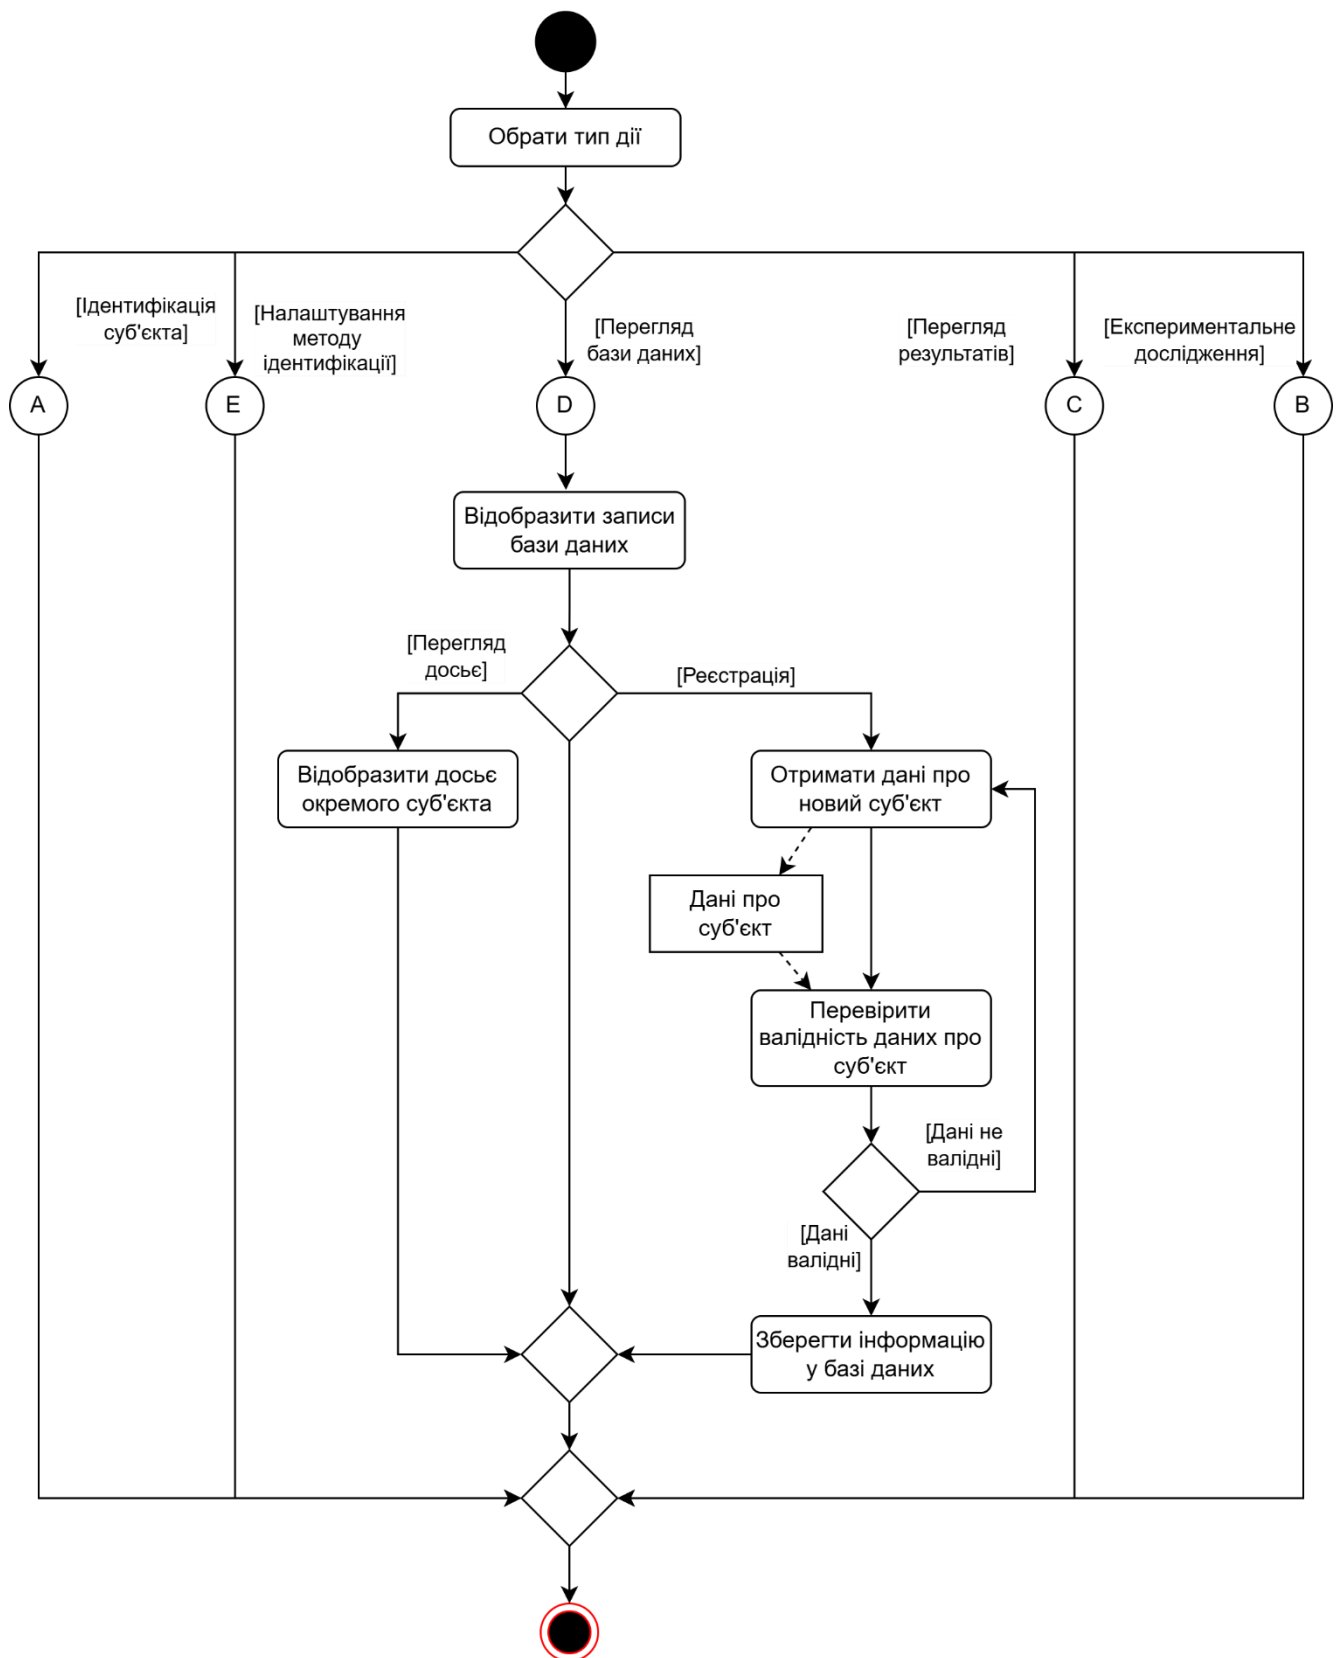 Обрати тип дії
[Ідентифікація
суб'єкта]
[Налаштування
методу
ідентифікації]
[Перегляд
бази даних]
[Перегляд
результатів]
[Експериментальне
дослідження]
A
E
D
C
B
Відобразити записи
бази даних
[Перегляд
досьє]
[Реєстрація]
Відобразити досьє
окремого суб'єкта
Отримати дані про
новий суб'єкт
Дані про
суб'єкт
Перевірити
валідність даних про
суб'єкт
[Дані не
валідні]
[Дані
валідні]
Зберегти інформацію
у базі даних